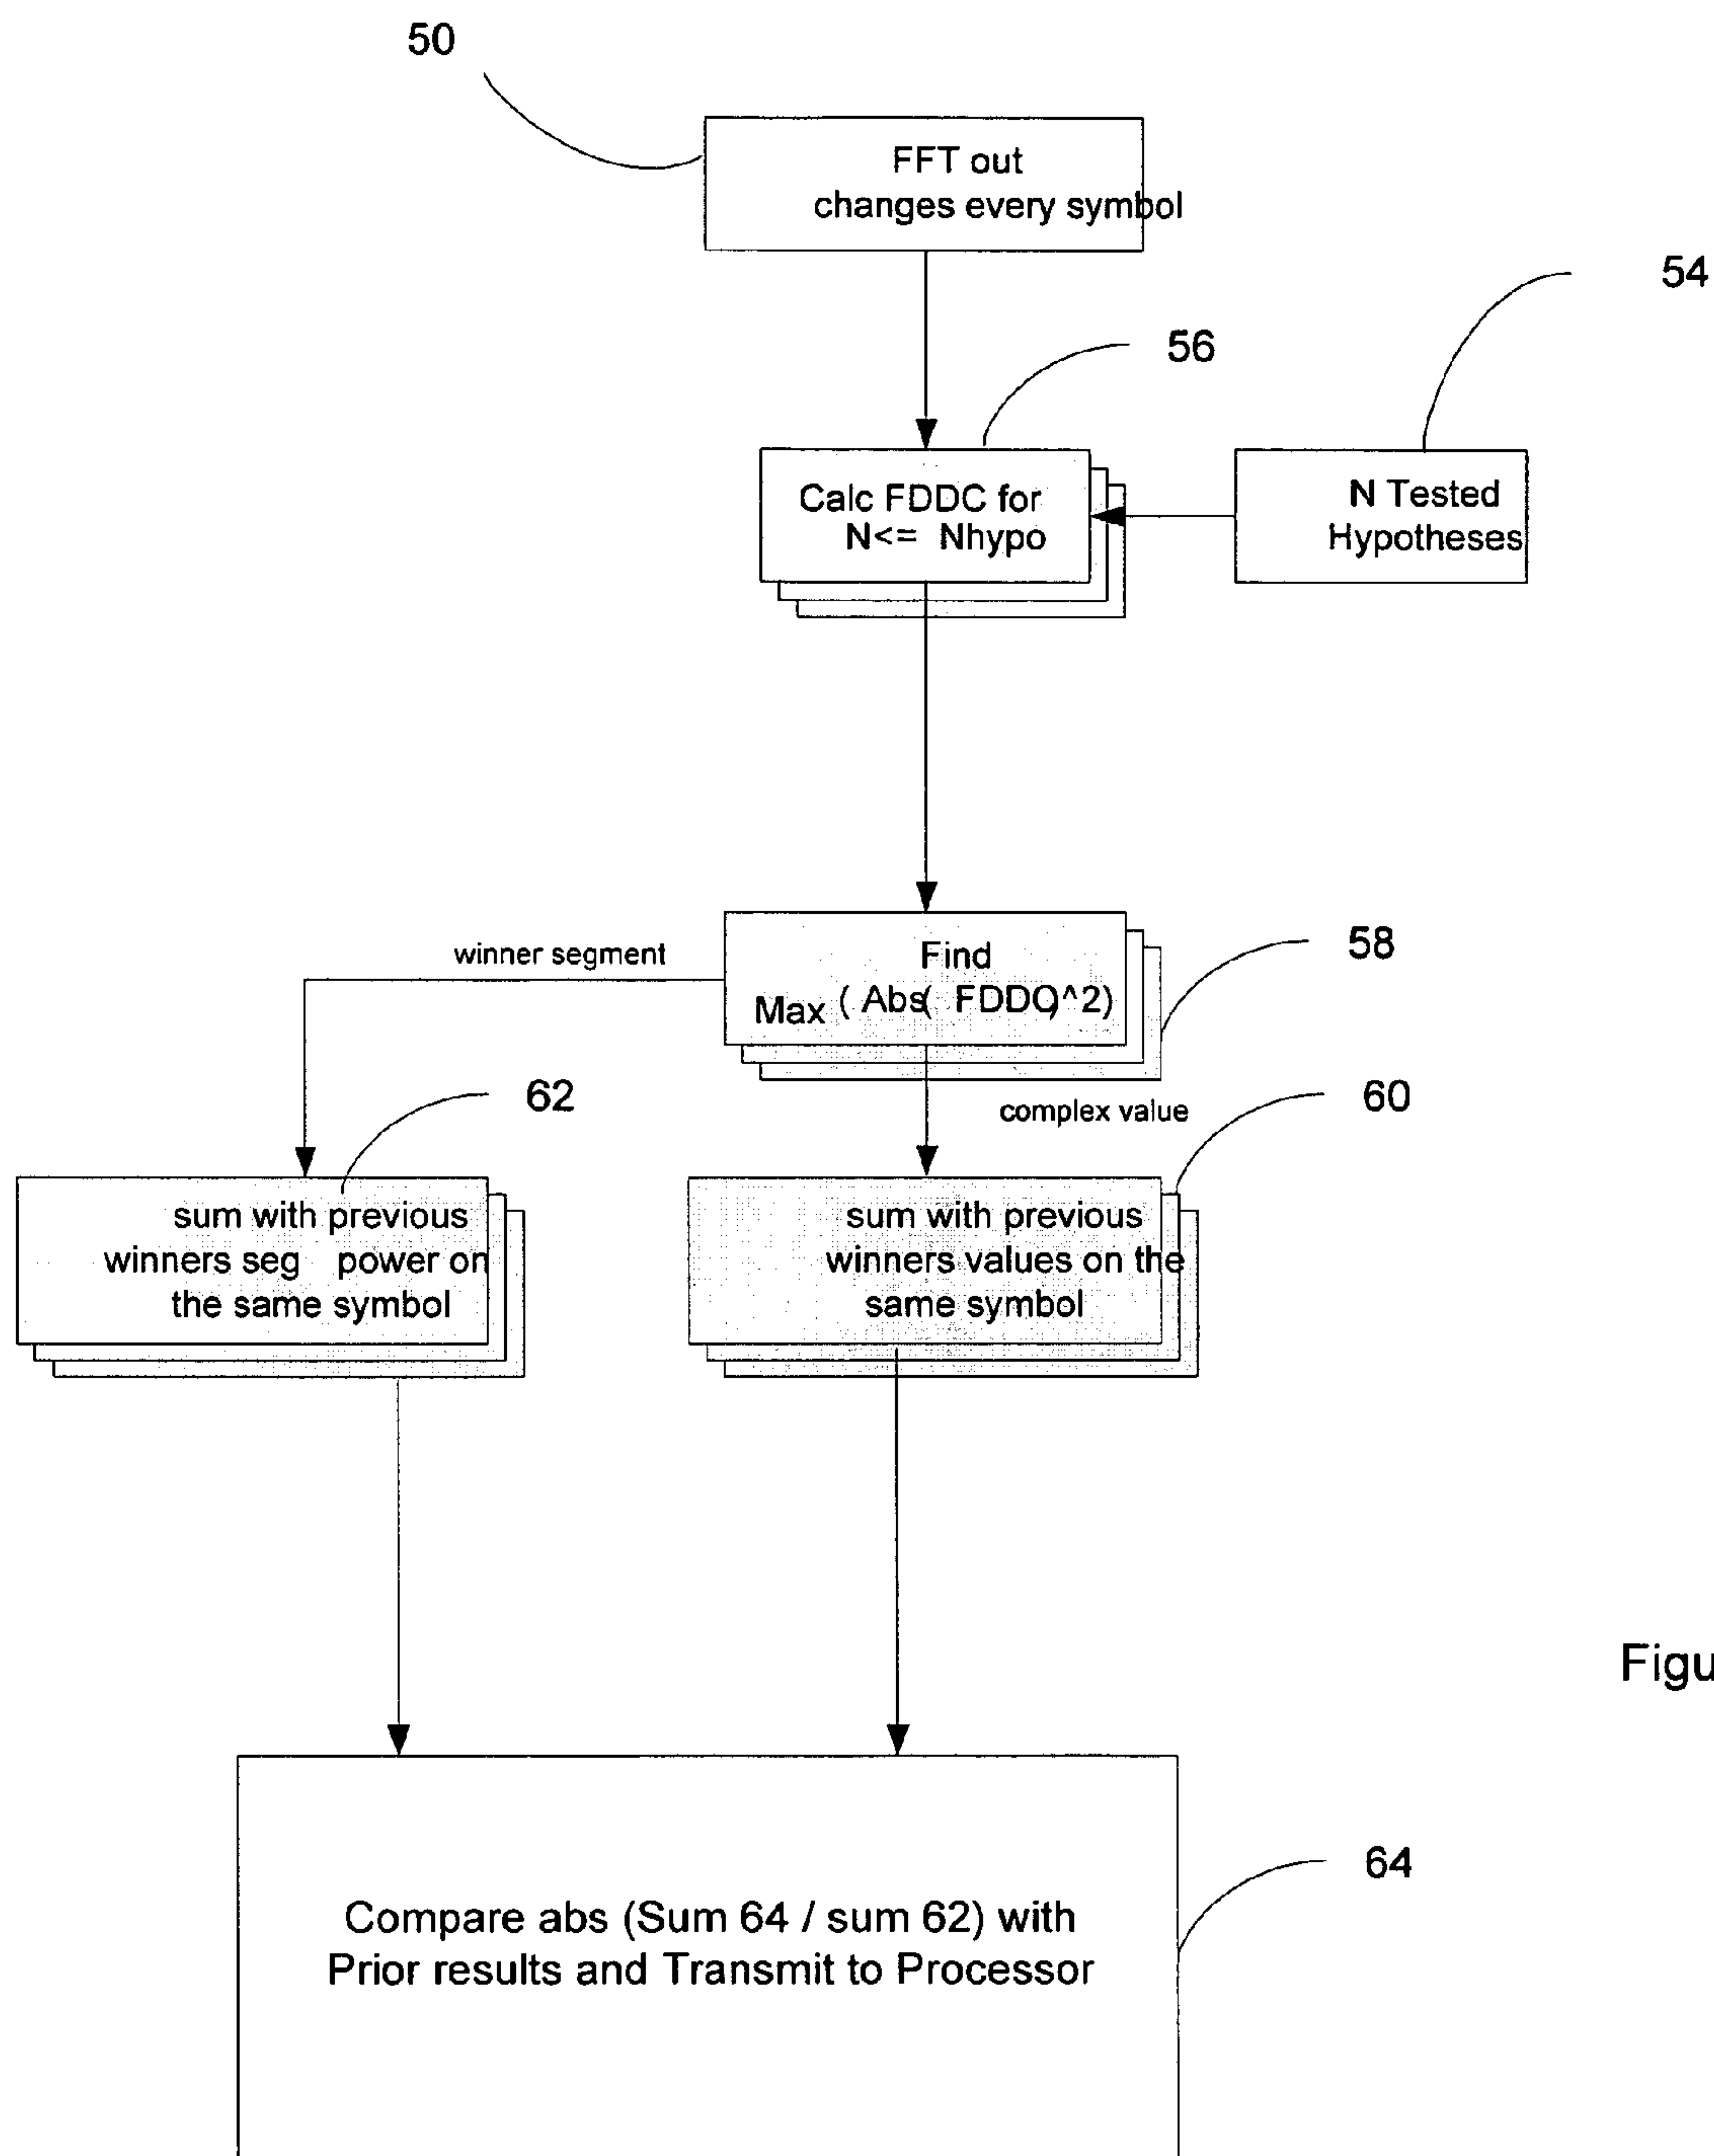 50
FFT out
changes every symbol
54
56
Calc FDDC for
N<= Nhypo
N Tested
Hypotheses
winner segment
Find
Max ( Abs( FDDC)^2)
58
complex value
62
60
sum with previous
winners seg power on
the same symbol
sum with previous
winners values on the
same symbol
Figu
64
Compare abs (Sum 64 / sum 62) with
Prior results and Transmit to Processor